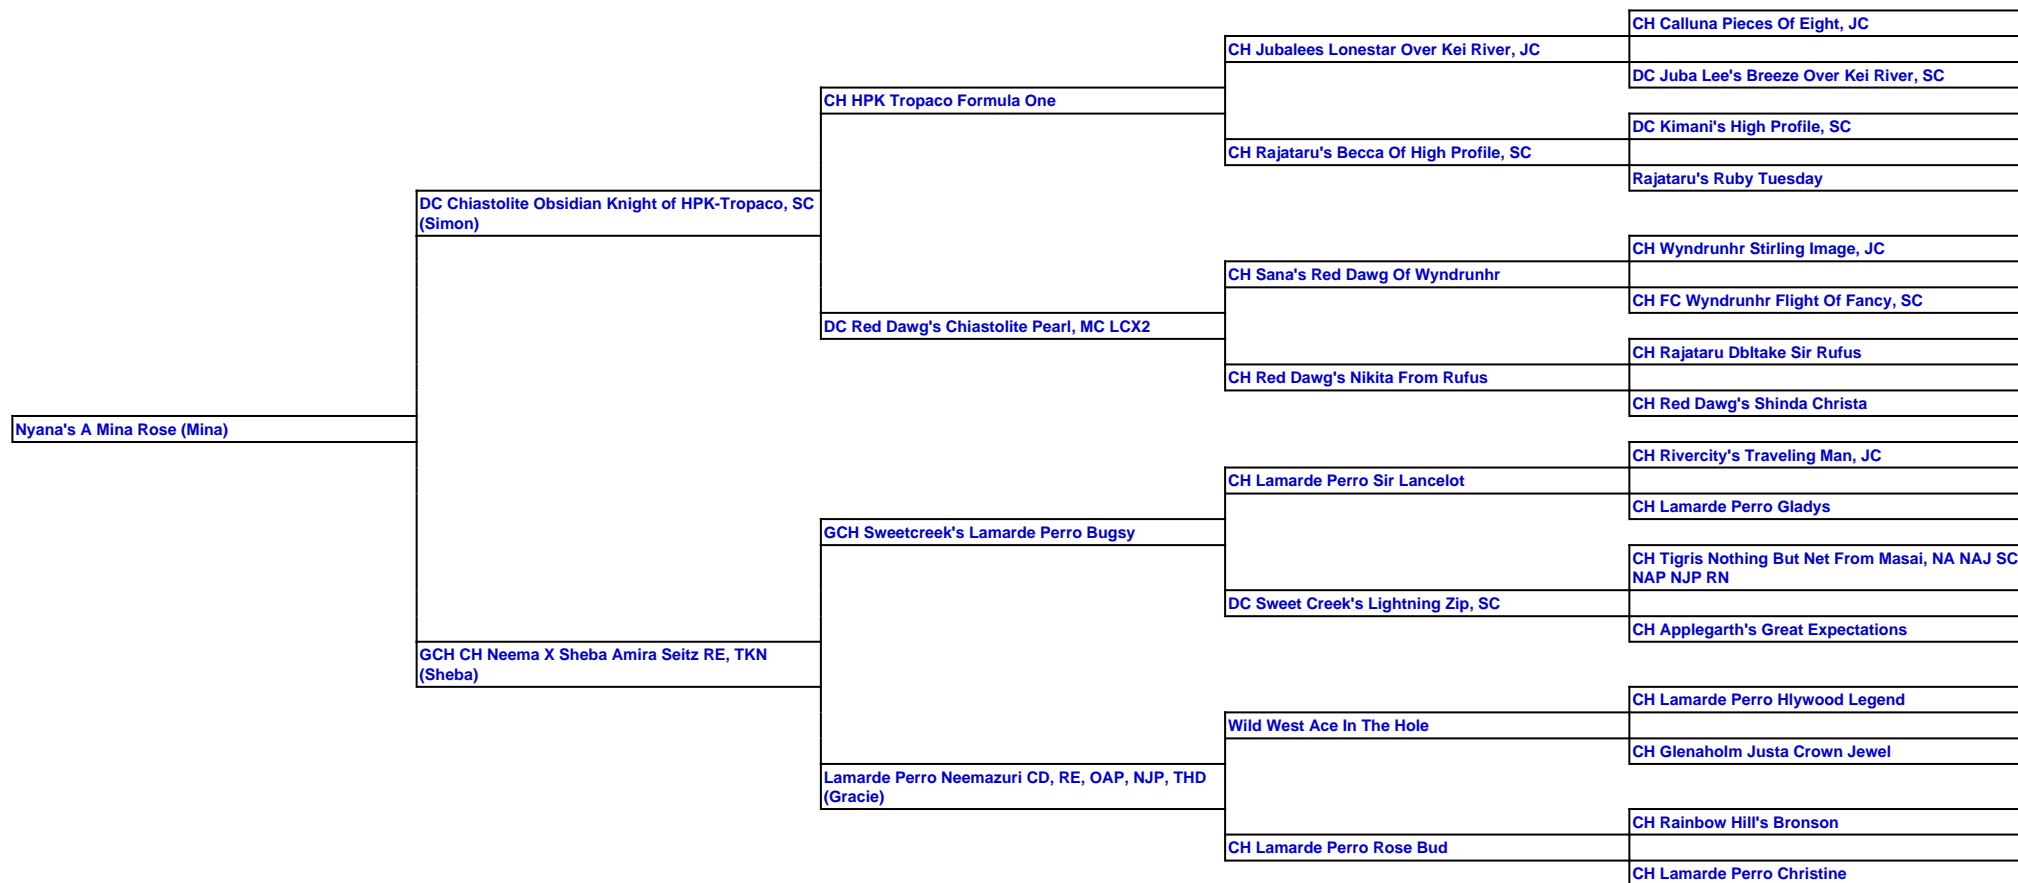 CH Calluna Pieces Of Eight, JC
CH Jubalees Lonestar Over Kei River, JC
DC Juba Lee's Breeze Over Kei River, SC
CH HPK Tropaco Formula One
DC Kimani's High Profile, SC
CH Rajataru's Becca Of High Profile, SC
Rajataru's Ruby Tuesday
DC Chiastolite Obsidian Knight of HPK-Tropaco, SC
(Simon)
CH Wyndrunhr Stirling Image, JC
CH Sana's Red Dawg Of Wyndrunhr
CH FC Wyndrunhr Flight Of Fancy, SC
DC Red Dawg's Chiastolite Pearl, MC LCX2
CH Rajataru Dbltake Sir Rufus
CH Red Dawg's Nikita From Rufus
CH Red Dawg's Shinda Christa
Nyana's A Mina Rose (Mina)
CH Rivercity's Traveling Man, JC
CH Lamarde Perro Sir Lancelot
CH Lamarde Perro Gladys
GCH Sweetcreek's Lamarde Perro Bugsy
CH Tigris Nothing But Net From Masai, NA NAJ SC
NAP NJP RN
DC Sweet Creek's Lightning Zip, SC
CH Applegarth's Great Expectations
GCH CH Neema X Sheba Amira Seitz RE, TKN
(Sheba)
CH Lamarde Perro Hlywood Legend
Wild West Ace In The Hole
CH Glenaholm Justa Crown Jewel
Lamarde Perro Neemazuri CD, RE, OAP, NJP, THD
(Gracie)
CH Rainbow Hill's Bronson
CH Lamarde Perro Rose Bud
CH Lamarde Perro Christine